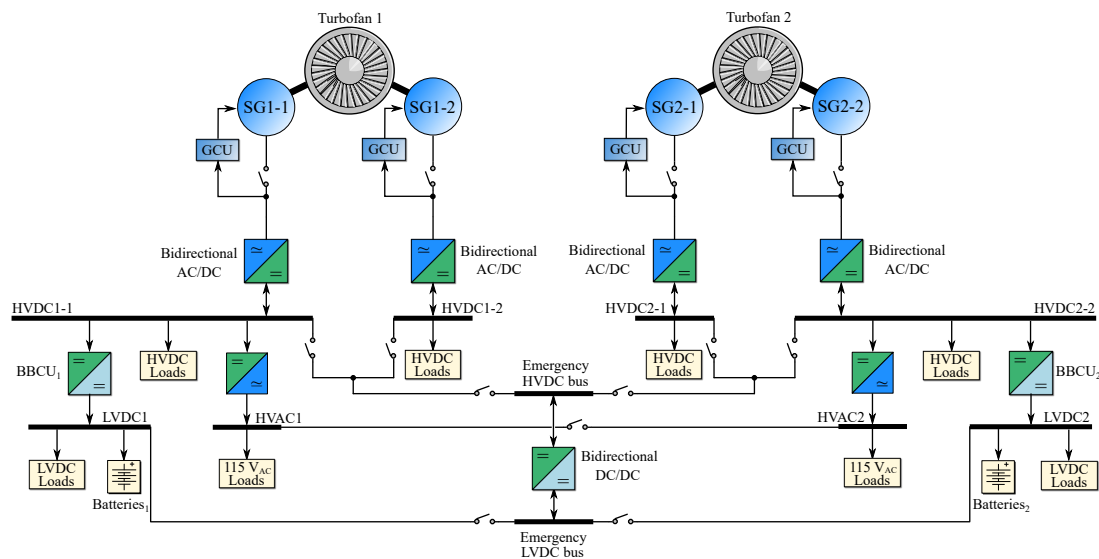 Turbofan 1
Turbofan 2
SG1-1
SG1-2
SG2-1
SG2-2
GCU
GCU
GCU
GCU
Bidirectional
AC/DC
Bidirectional
AC/DC
Bidirectional
AC/DC
Bidirectional
AC/DC
HVDC1-1
HVDC1-2
HVDC2-1
HVDC2-2
BBCU1
HVDC
Loads
HVDC
Loads
Emergency
HVDC bus
HVDC
Loads
HVDC
Loads
BBCU2
LVDC1
HVAC1
HVAC2
LVDC2
LVDC
Loads
Batteries1
115 VAC
Loads
Bidirectional
DC/DC
115 VAC
Loads
Batteries2
LVDC
Loads
Emergency
LVDC bus